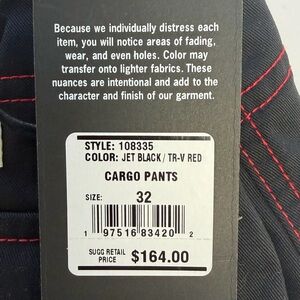 Because we individually distress each
item, you will notice areas of fading,
wear, and even holes. Color may
transfer onto lighter fabrics. These
nuances are intentional and add to the
character and finish of our garment.
STYLE: 108335
COLOR: JET BLACK / TR-V RED
CARGO PANTS
SIZE: 32
1 97516 83420 2
SUGG RETAIL
PRICE $164.00